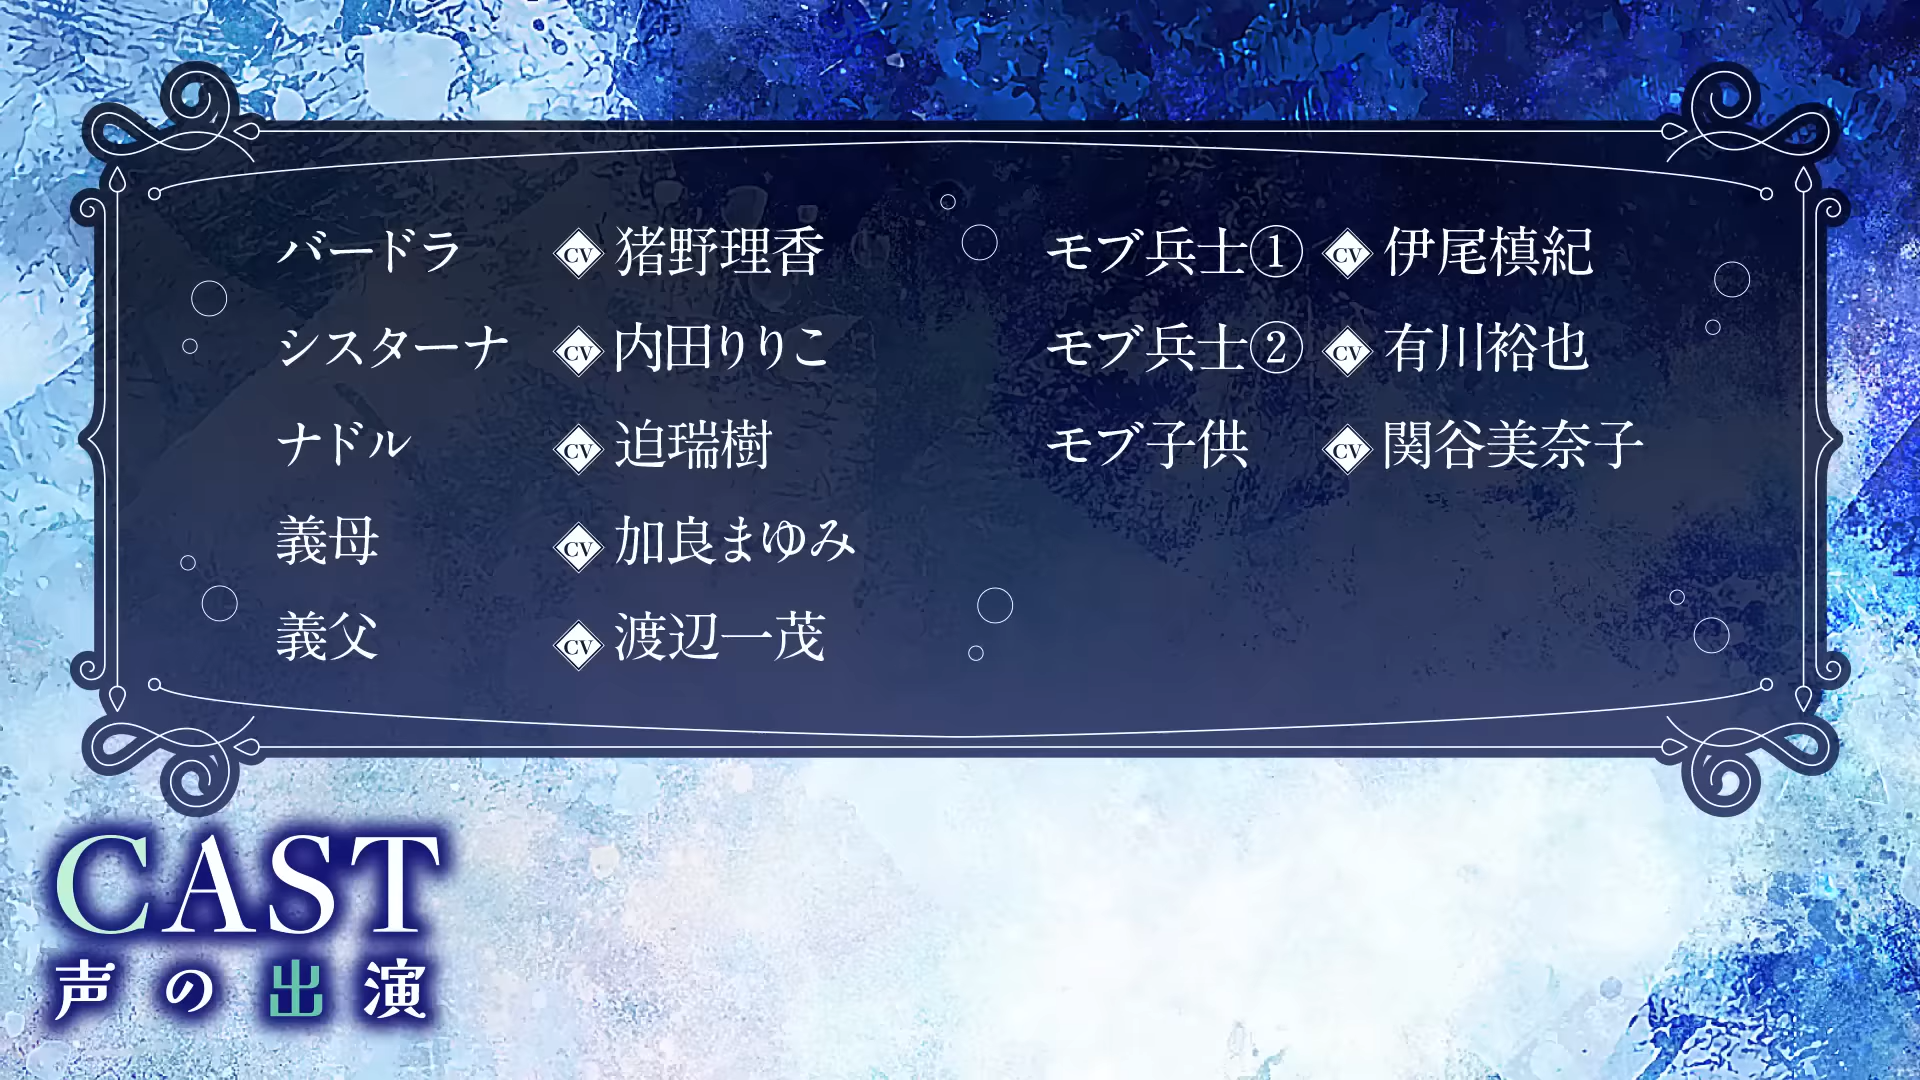 バードラ CV 猪野理香
シスターナ CV 内田りりこ
ナドル CV 迫瑞樹
義母 CV 加良まゆみ
義父 CV 渡辺一茂
モブ兵士① CV 伊尾槙紀
モブ兵士② CV 有川裕也
モブ子供 CV 関谷美奈子
CAST
声の出演